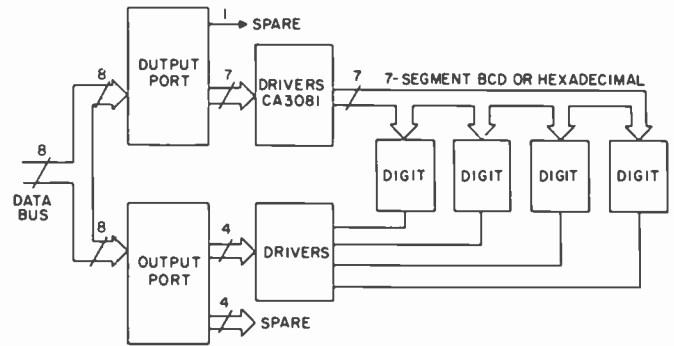 1
SPARE
DUTPUT
PORT
8
7
DRIVERS
CA3081
7
7-SEGMENT BCD OR HEXADECIMAL
8
DATA
BUS
DIGIT
DIGIT
DIGIT
DIGIT
8
OUTPUT
PORT
4
DRIVERS
4
SPARE